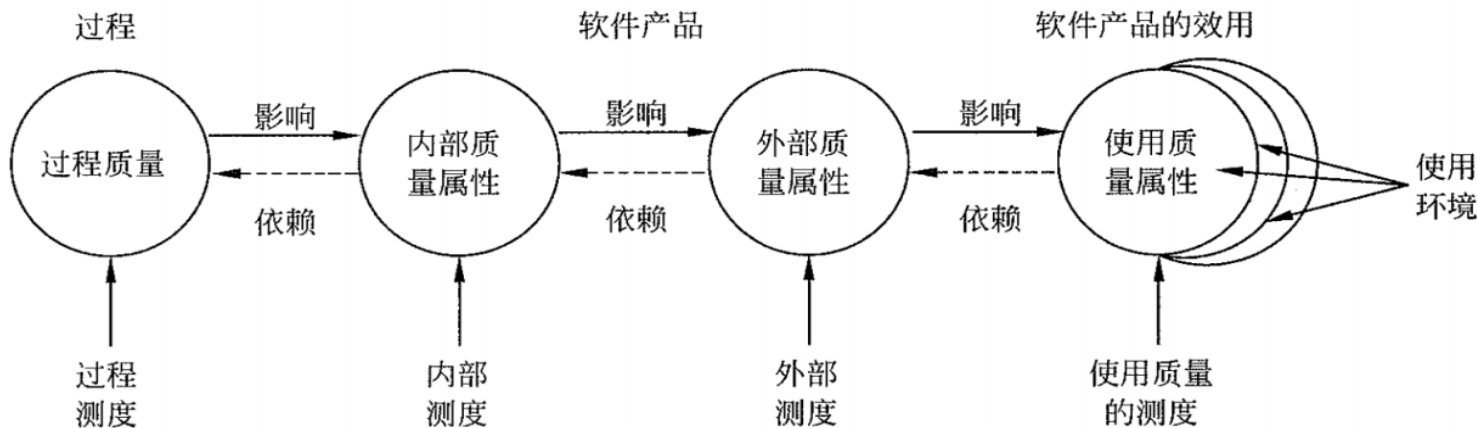 过程
软件产品
软件产品的效用
影响
影响
影响
过程质量
内部质
量属性
外部质
量属性
使用质
量属性
使用
环境
依赖
依赖
依赖
过程
测度
内部
测度
外部
测度
使用质量
的测度